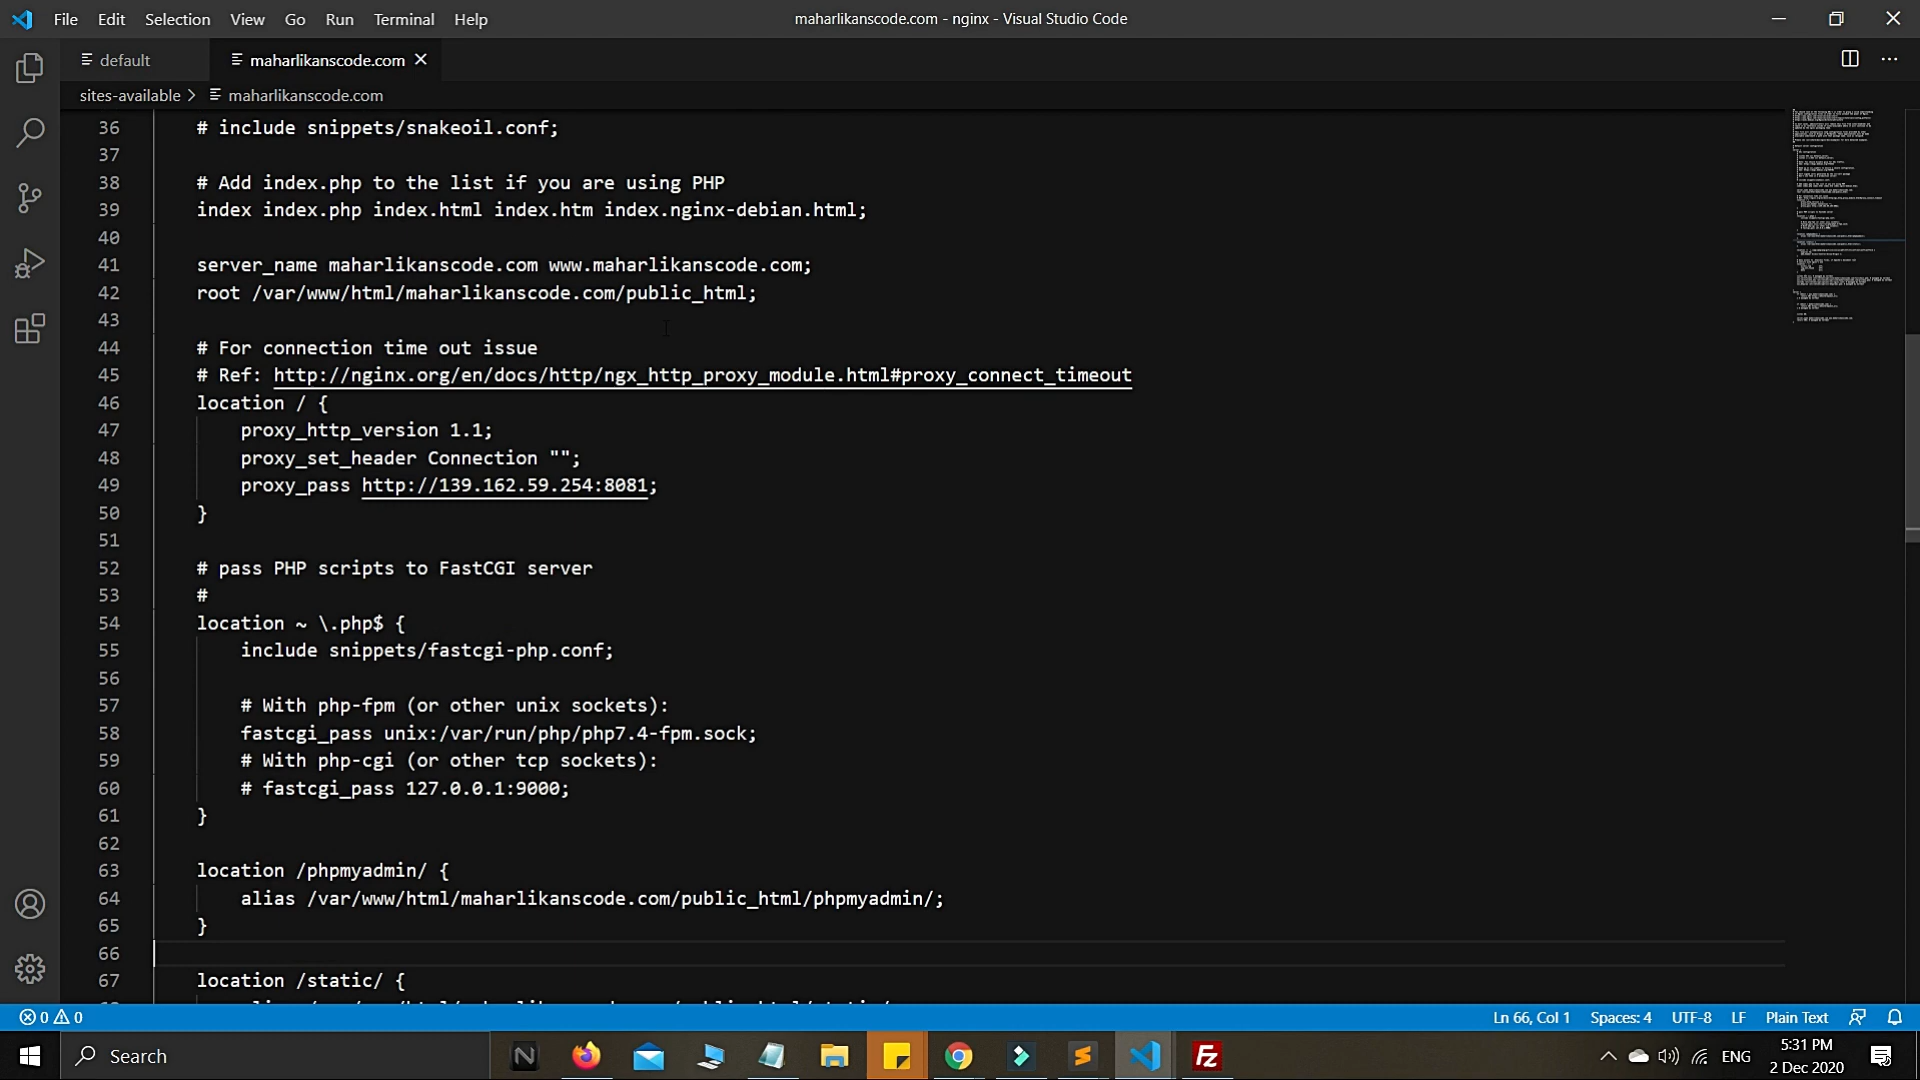 File Edit Selection View Go Run Terminal Help
maharlikanscode.com - nginx - Visual Studio Code
default
maharlikanscode.com
sites-available > maharlikanscode.com
36 # include snippets/snakeoil.conf;
37
38 # Add index.php to the list if you are using PHP
39 index index.php index.html index.htm index.nginx-debian.html;
40
41 server_name maharlikanscode.com www.maharlikanscode.com;
42 root /var/www/html/maharlikanscode.com/public_html;
43
44 # For connection time out issue
45 # Ref: http://nginx.org/en/docs/http/ngx_http_proxy_module.html#proxy_connect_timeout
46 location / {
47 proxy_http_version 1.1;
48 proxy_set_header Connection "";
49 proxy_pass http://139.162.59.254:8081;
50 }
51
52 # pass PHP scripts to FastCGI server
53 #
54 location ~ \.php$ {
55 include snippets/fastcgi-php.conf;
56
57 # With php-fpm (or other unix sockets):
58 fastcgi_pass unix:/var/run/php/php7.4-fpm.sock;
59 # With php-cgi (or other tcp sockets):
60 # fastcgi_pass 127.0.0.1:9000;
61 }
62
63 location /phpmyadmin/ {
64 alias /var/www/html/maharlikanscode.com/public_html/phpmyadmin/;
65 }
66
67 location /static/ {
0 0
Ln 66, Col 1 Spaces: 4 UTF-8 LF Plain Text
Search
ENG
5:31 PM
2 Dec 2020